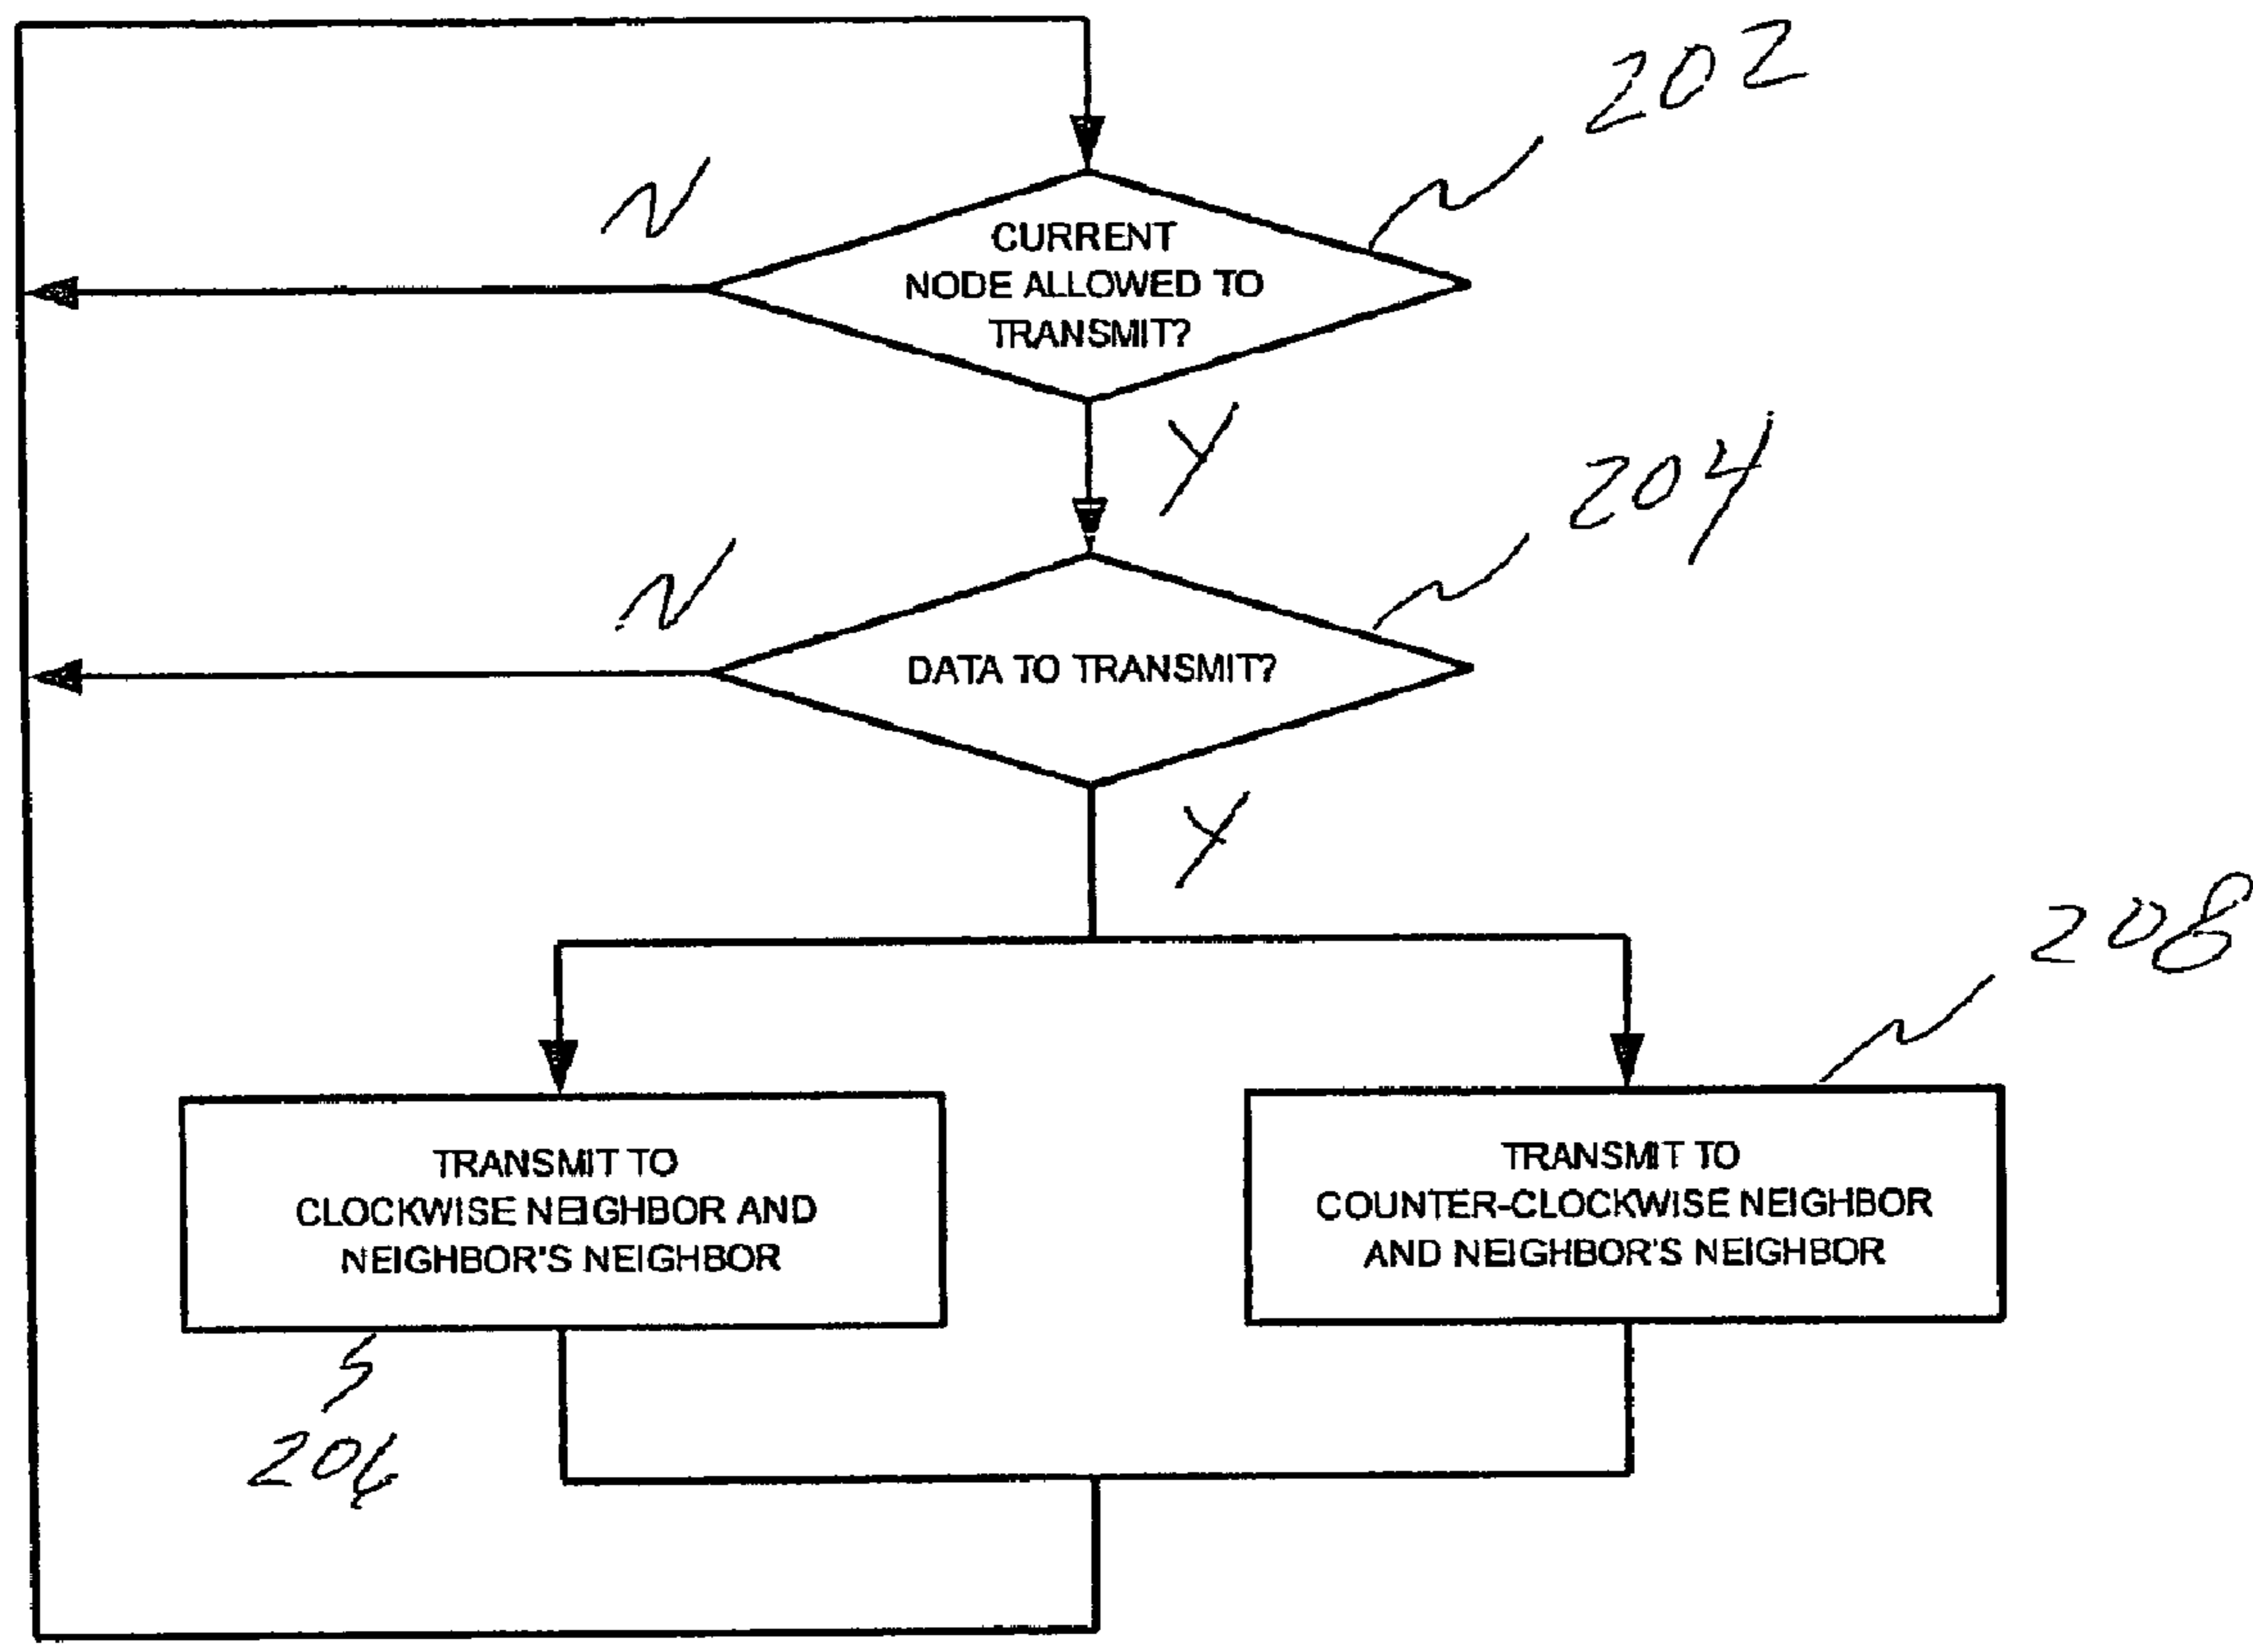 202
N
CURRENT
NODE ALLOWED TO
TRANSMIT?
Y
204
N
DATA TO TRANSMIT?
Y
208
TRANSMIT TO
CLOCKWISE NEIGHBOR AND
NEIGHBOR'S NEIGHBOR
TRANSMIT TO
COUNTER-CLOCKWISE NEIGHBOR
AND NEIGHBOR'S NEIGHBOR
206